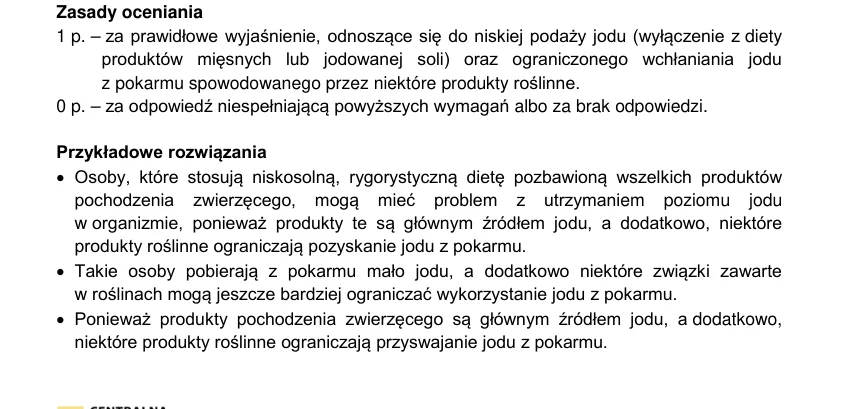 Zasady oceniania
1 p. – za prawidłowe wyjaśnienie, odnoszące się do niskiej podaży jodu (wyłączenie z diety
produktów mięsnych lub jodowanej soli) oraz ograniczonego wchłaniania jodu
z pokarmu spowodowanego przez niektóre produkty roślinne.
0 p. – za odpowiedź niespełniającą powyższych wymagań albo za brak odpowiedzi.
Przykładowe rozwiązania
• Osoby, które stosują niskosolną, rygorystyczną dietę pozbawioną wszelkich produktów
pochodzenia zwierzęcego, mogą mieć problem z utrzymaniem poziomu jodu
w organizmie, ponieważ produkty te są głównym źródłem jodu, a dodatkowo, niektóre
produkty roślinne ograniczają pozyskanie jodu z pokarmu.
• Takie osoby pobierają z pokarmu mało jodu, a dodatkowo niektóre związki zawarte
w roślinach mogą jeszcze bardziej ograniczać wykorzystanie jodu z pokarmu.
• Ponieważ produkty pochodzenia zwierzęcego są głównym źródłem jodu, a dodatkowo,
niektóre produkty roślinne ograniczają przyswajanie jodu z pokarmu.
CENTRALNA